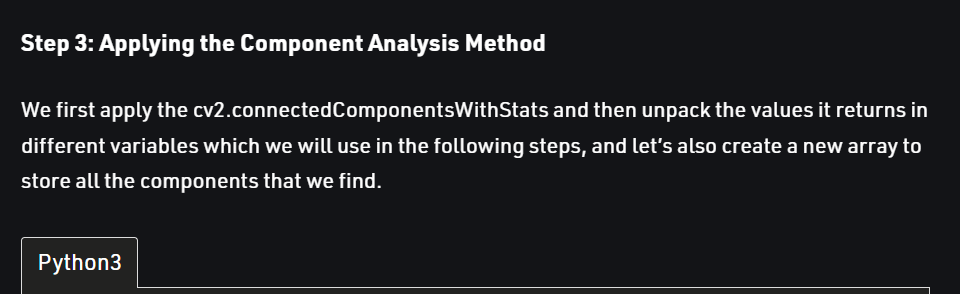 Step 3: Applying the Component Analysis Method
We first apply the cv2.connectedComponentsWithStats and then unpack the values it returns in
different variables which we will use in the following steps, and let’s also create a new array to
store all the components that we find.
Python3